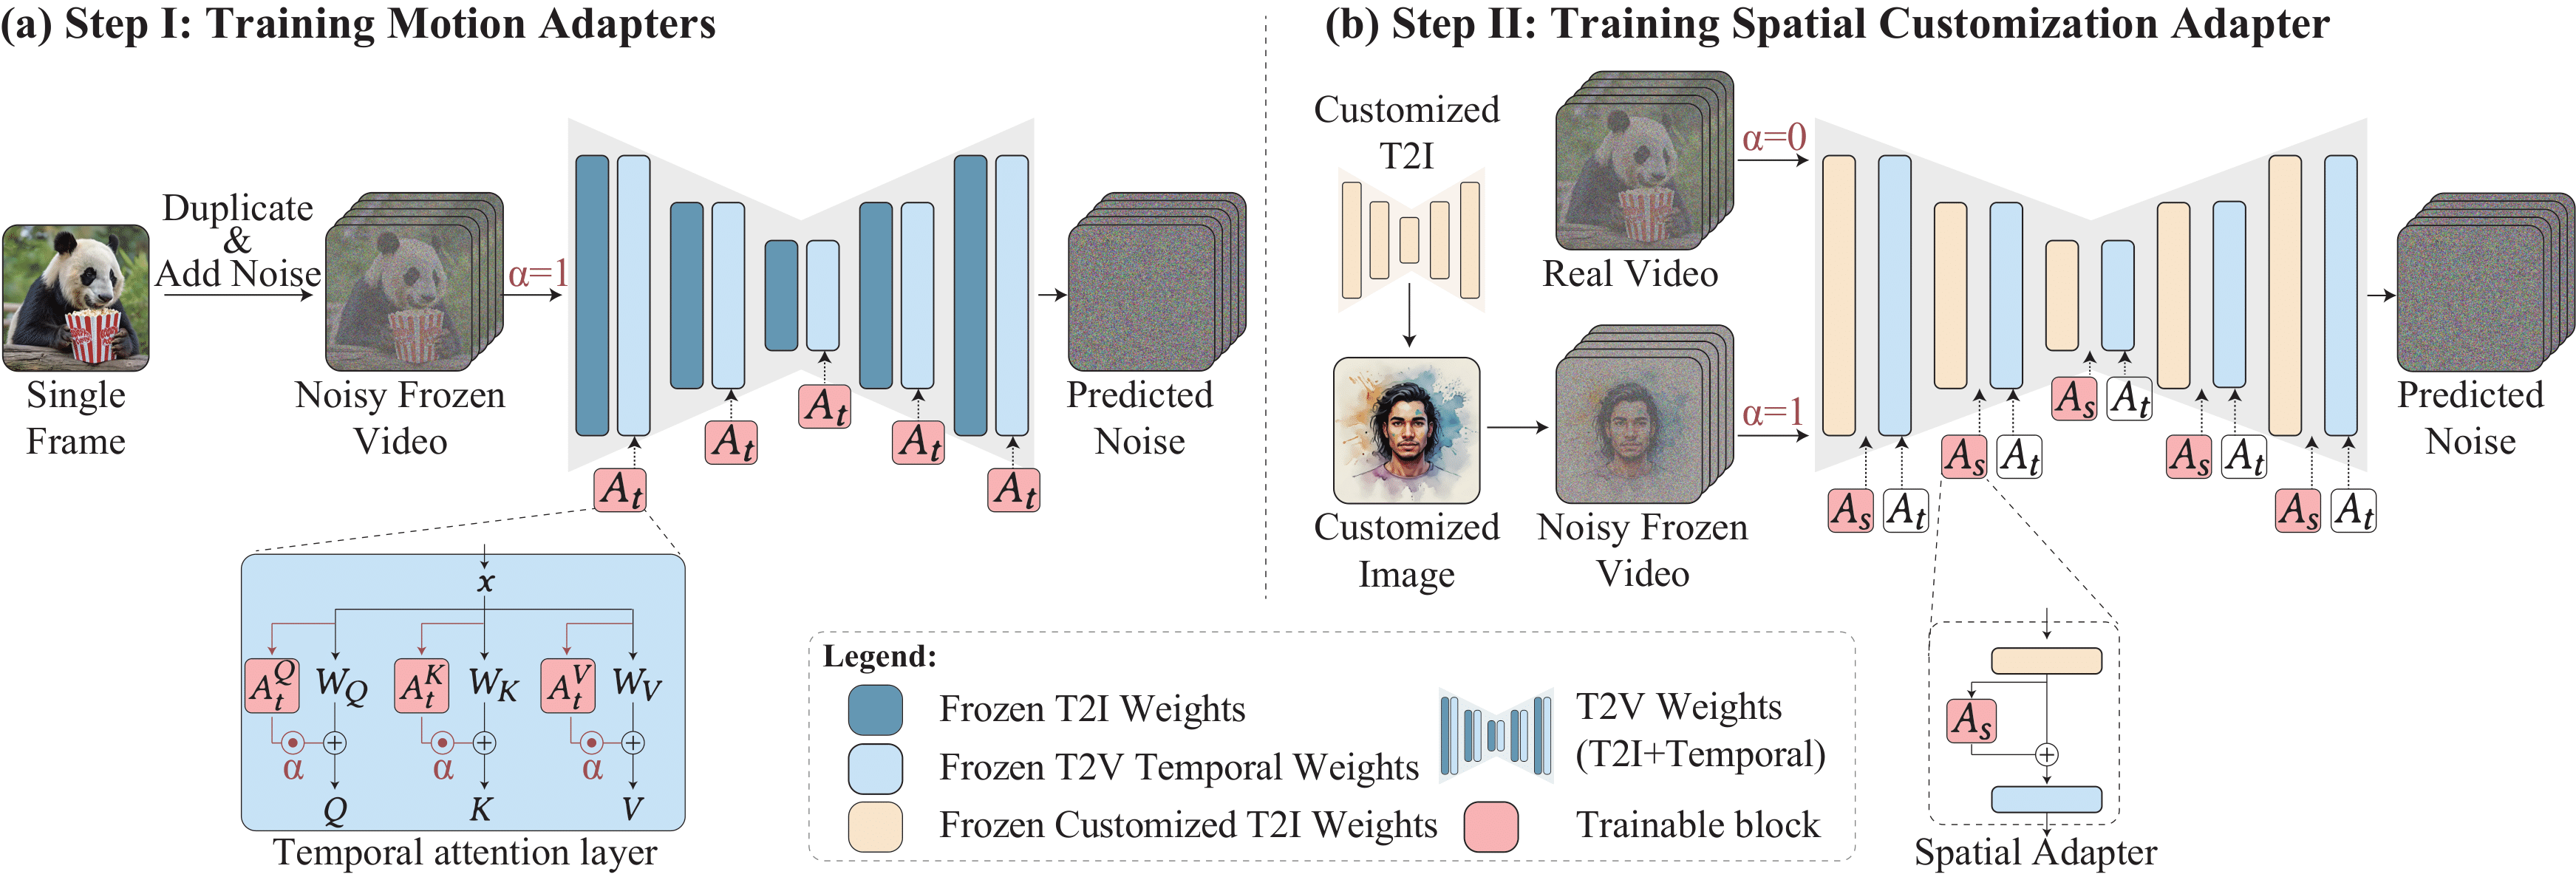 (a) Step I: Training Motion Adapters
Duplicate
&
Add Noise
α=1
Single
Frame
Noisy Frozen
Video
Predicted
Noise
A_t
A_t
A_t
A_t
A_t
x
A_t^Q W_Q A_t^K W_K A_t^V W_V
α α α
Q K V
Temporal attention layer
(b) Step II: Training Spatial Customization Adapter
Customized
T2I
α=0
Real Video
α=1
Customized
Image
Noisy Frozen
Video
Predicted
Noise
A_s A_t
A_s A_t
A_s A_t
A_s A_t
A_s A_t
A_s
Spatial Adapter
Legend:
Frozen T2I Weights
Frozen T2V Temporal Weights
Frozen Customized T2I Weights
T2V Weights
(T2I+Temporal)
Trainable block